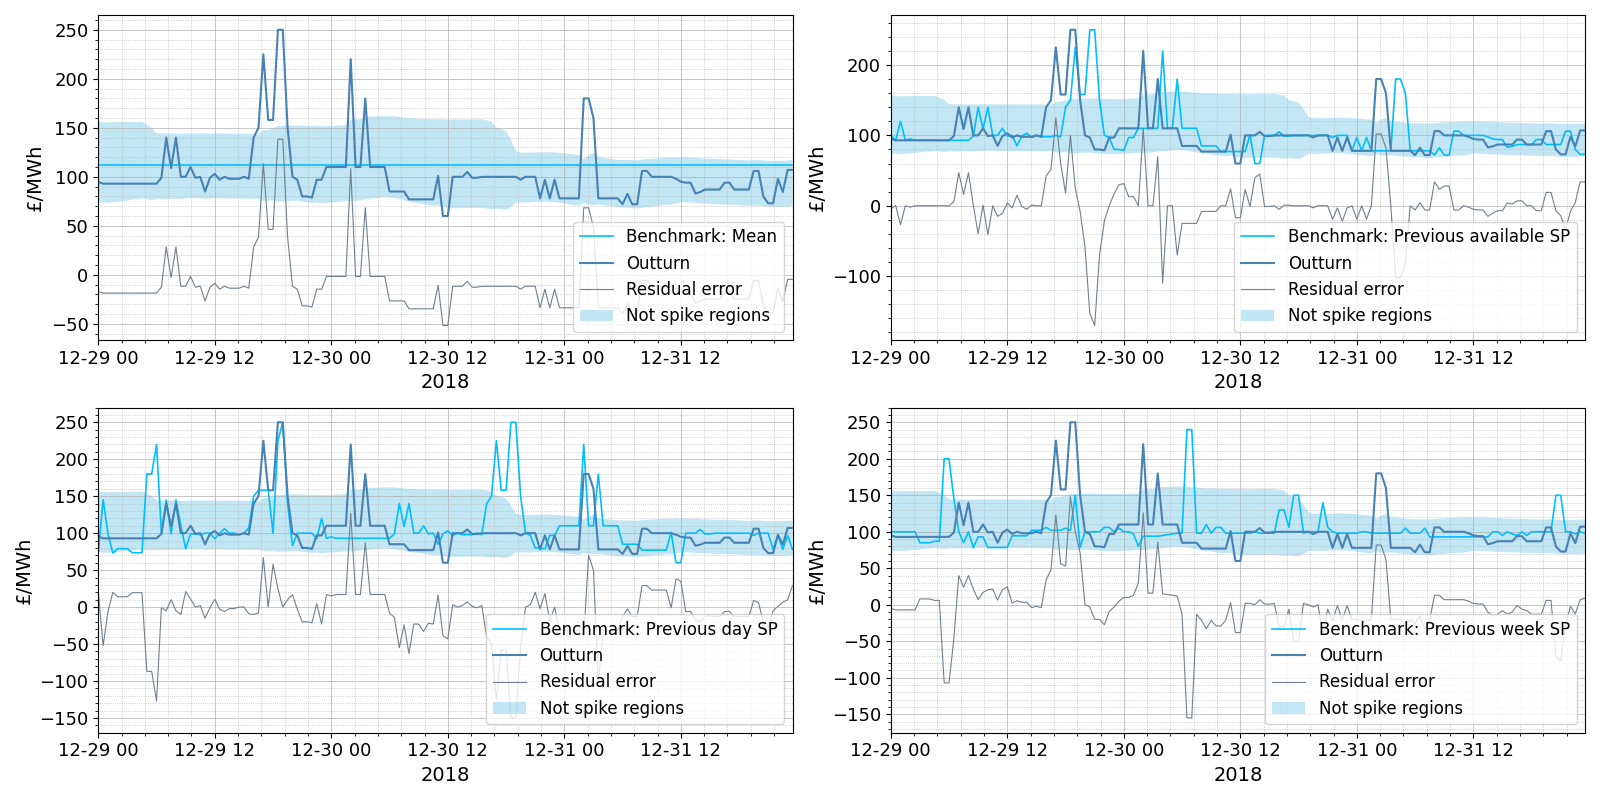 250
200
150
100
50
0
−50
£/MWh
Benchmark: Mean
Outturn
Residual error
Not spike regions
12-29 00 12-29 12 12-30 00 12-30 12 12-31 00 12-31 12
2018
200
100
0
−100
£/MWh
Benchmark: Previous available SP
Outturn
Residual error
Not spike regions
12-29 00 12-29 12 12-30 00 12-30 12 12-31 00 12-31 12
2018
250
200
150
100
50
0
−50
−100
−150
£/MWh
Benchmark: Previous day SP
Outturn
Residual error
Not spike regions
12-29 00 12-29 12 12-30 00 12-30 12 12-31 00 12-31 12
2018
250
200
150
100
50
0
−50
−100
−150
£/MWh
Benchmark: Previous week SP
Outturn
Residual error
Not spike regions
12-29 00 12-29 12 12-30 00 12-30 12 12-31 00 12-31 12
2018